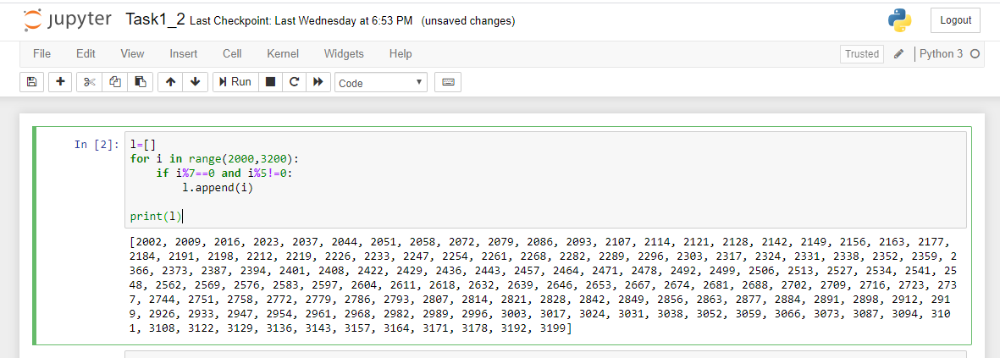 jupyter Task1_2 Last Checkpoint: Last Wednesday at 6:53 PM (unsaved changes) Logout
File Edit View Insert Cell Kernel Widgets Help Trusted Python 3
Run Code
In [2]: l=[]
for i in range(2000,3200):
    if i%7==0 and i%5!=0:
        l.append(i)
print(l)
[2002, 2009, 2016, 2023, 2037, 2044, 2051, 2058, 2072, 2079, 2086, 2093, 2107, 2114, 2121, 2128, 2142, 2149, 2156, 2163, 2177,
2184, 2191, 2198, 2212, 2219, 2226, 2233, 2247, 2254, 2261, 2268, 2282, 2289, 2296, 2303, 2317, 2324, 2331, 2338, 2352, 2359, 2
366, 2373, 2387, 2394, 2401, 2408, 2422, 2429, 2436, 2443, 2457, 2464, 2471, 2478, 2492, 2499, 2506, 2513, 2527, 2534, 2541, 25
48, 2562, 2569, 2576, 2583, 2597, 2604, 2611, 2618, 2632, 2639, 2646, 2653, 2667, 2674, 2681, 2688, 2702, 2709, 2716, 2723, 273
7, 2744, 2751, 2758, 2772, 2779, 2786, 2793, 2807, 2814, 2821, 2828, 2842, 2849, 2856, 2863, 2877, 2884, 2891, 2898, 2912, 291
9, 2926, 2933, 2947, 2954, 2961, 2968, 2982, 2989, 2996, 3003, 3017, 3024, 3031, 3038, 3052, 3059, 3066, 3073, 3087, 3094, 310
1, 3108, 3122, 3129, 3136, 3143, 3157, 3164, 3171, 3178, 3192, 3199]